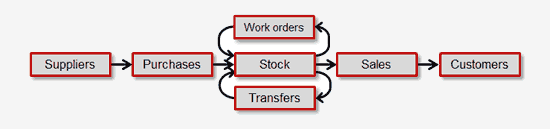 Work orders
Suppliers
Purchases
Stock
Sales
Customers
Transfers